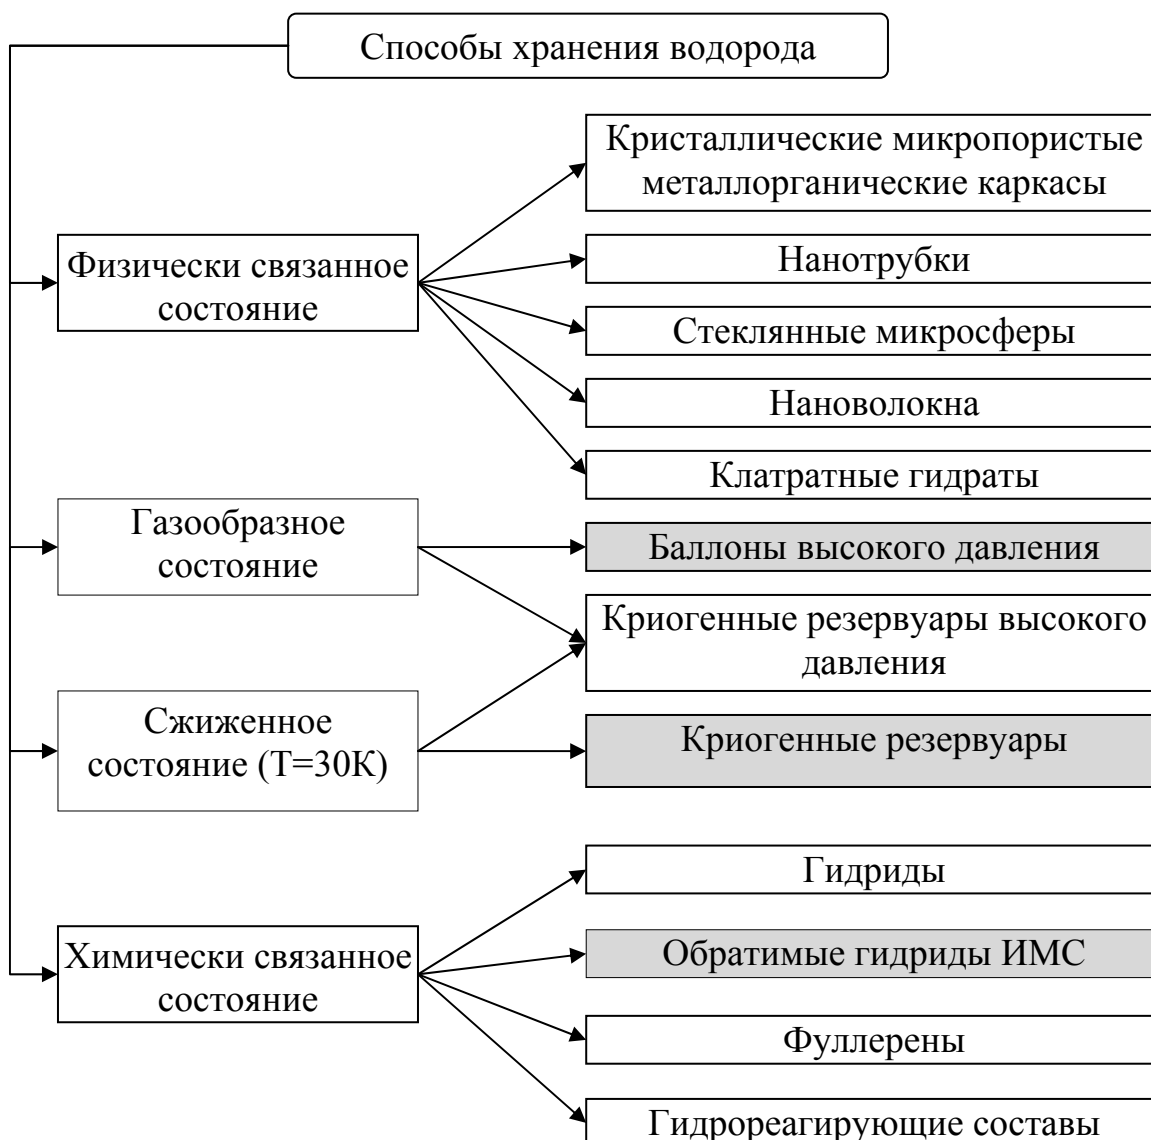 Способы хранения водорода
Кристаллические микропористые
металлорганические каркасы
Физически связанное
состояние
Нанотрубки
Стеклянные микросферы
Нановолокна
Клатратные гидраты
Газообразное
состояние
Баллоны высокого давления
Криогенные резервуары высокого
давления
Сжиженное
состояние (Т=30К)
Криогенные резервуары
Гидриды
Химически связанное
состояние
Обратимые гидриды ИМС
Фуллерены
Гидрореагирующие составы